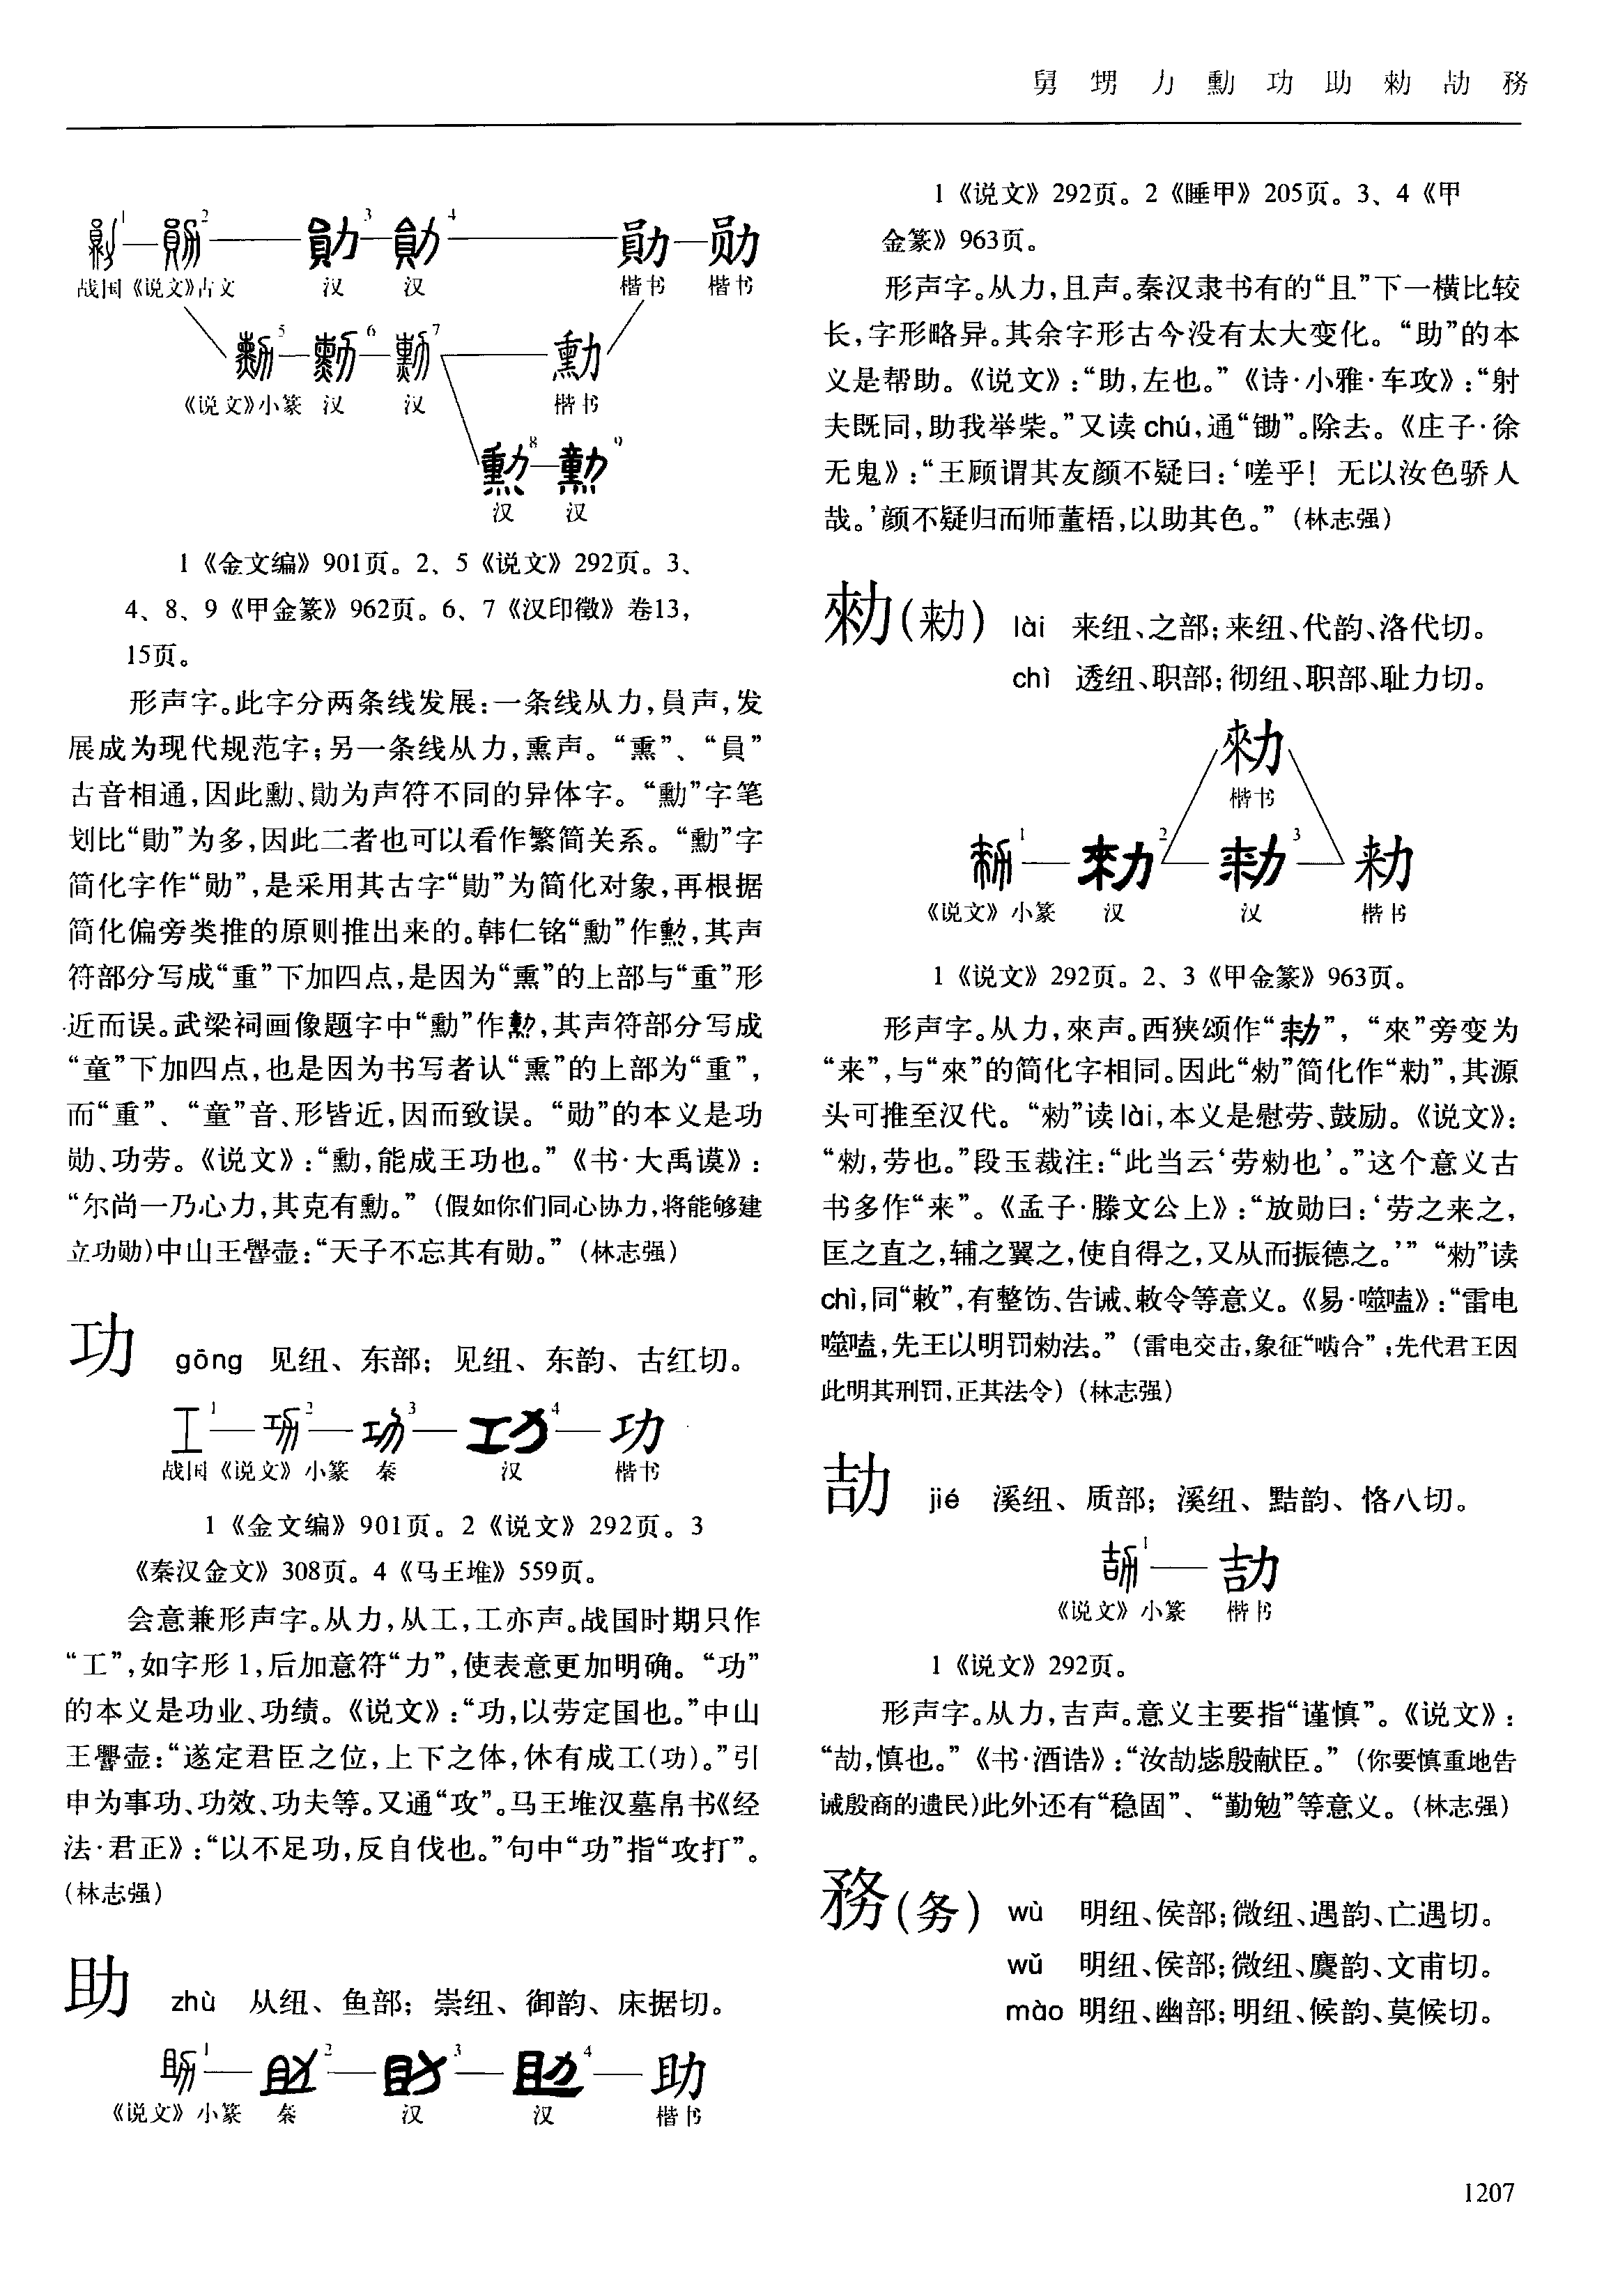 舅 甥 力 勳 功 助 勑 劼 務
1 2 3 4
勛 勋
战国《说文》古文 汉 汉 楷书 楷书
5 6 7
勳
《说文》小篆 汉 汉 楷书
8 9
汉 汉
1《金文编》901页。2、5《说文》292页。3、
4、8、9《甲金篆》962页。6、7《汉印徵》卷13，
15页。
形声字。从力，員声，发
展成为现代规范字；另一条线从力，熏声。“熏”、“員”
古音相通，因此勳、勛为声符不同的异体字。“勳”字笔
划比“勛”为多，因此二者也可以看作繁简关系。“勳”字
简化字作“勋”，是采用其古字“勛”为简化对象，再根据
简化偏旁类推的原则推出来的。韩仁铭“勳”作，其声
符部分写成“重”下加四点，是因为“熏”的上部与“重”形
近而误。武梁祠画像题字中“勳”作，其声符部分写成
“童”下加四点，也是因为书写者认“熏”的上部为“重”，
而“重”、“童”音、形皆近，因而致误。“勋”的本义是功
勋、功劳。《说文》：“勳，能成王功也。”《书·大禹谟》：
“尔尚一乃心力，其克有勳。”（假如你们同心协力，将能够建
立功勋）中山王壶：“天子不忘其有勋。”（林志强）
功 gōng 见纽、东部；见纽、东韵、古红切。
工1 2 3 4 功
战国《说文》小篆 秦 汉 楷书
1《金文编》901页。2《说文》292页。3
《秦汉金文》308页。4《马王堆》559页。
会意兼形声字。从力，从工，工亦声。战国时期只作
“工”，如字形1，后加意符“力”，使表意更加明确。“功”
的本义是功业、功绩。《说文》：“功，以劳定国也。”中山
王壶：“遂定君臣之位，上下之体，休有成工（功）。”引
申为事功、功效、功夫等。又通“攻”。马王堆汉墓帛书《经
法·君正》：“以不足功，反自伐也。”句中“功”指“攻打”。
（林志强）
助 zhù 从纽、鱼部；崇纽、御韵、床据切。
1 2 3 4 助
《说文》小篆 秦 汉 汉 楷书
1《说文》292页。2《睡甲》205页。3、4《甲
金篆》963页。
形声字。从力，且声。秦汉隶书有的“且”下一横比较
长，字形略异。其余字形古今没有太大变化。“助”的本
义是帮助。《说文》：“助，左也。”《诗·小雅·车攻》：“射
夫既同，助我举柴。”又读chú，通“锄”。除去。《庄子·徐
无鬼》：“王顾谓其友颜不疑曰：‘嗟乎！无以汝色骄人
哉。’颜不疑归而师董梧，以助其色。”（林志强）
勑（勑） lài 来纽、之部；来纽、代韵、洛代切。
chì 透纽、职部；彻纽、职部、耻力切。
勑
楷书
1 2 3
《说文》小篆 汉 汉 楷书
1《说文》292页。2、3《甲金篆》963页。
形声字。从力，來声。西狭颂作“”，“來”旁变为
“来”，与“來”的简化字相同。因此“勑”简化作“”，其源
头可推至汉代。“勑”读lài，本义是慰劳、鼓励。《说文》：
“勑，劳也。”段玉裁注：“此当云‘劳勑也’。”这个意义古
书多作“来”。《孟子·滕文公上》：“放勋曰：‘劳之来之，
匡之直之，辅之翼之，使自得之，又从而振德之。’”“勑”读
chì，同“敕”，有整饬、告诫、敕令等意义。《易·噬嗑》：“雷电
噬嗑，先王以明罚勑法。”（雷电交击，象征“啮合”；先代君王因
此明其刑罚，正其法令）（林志强）
劼 jié 溪纽、质部；溪纽、黠韵、恪八切。
1 劼
《说文》小篆 楷书
1《说文》292页。
形声字。从力，吉声。意义主要指“谨慎”。《说文》：
“劼，慎也。”《书·酒诰》：“汝劼毖殷献臣。”（你要慎重地告
诫殷商的遗民）此外还有“稳固”、“勤勉”等意义。（林志强）
務（务） wù 明纽、侯部；微纽、遇韵、亡遇切。
wǔ 明纽、侯部；微纽、麌韵、文甫切。
mào 明纽、幽部；明纽、候韵、莫候切。
1207